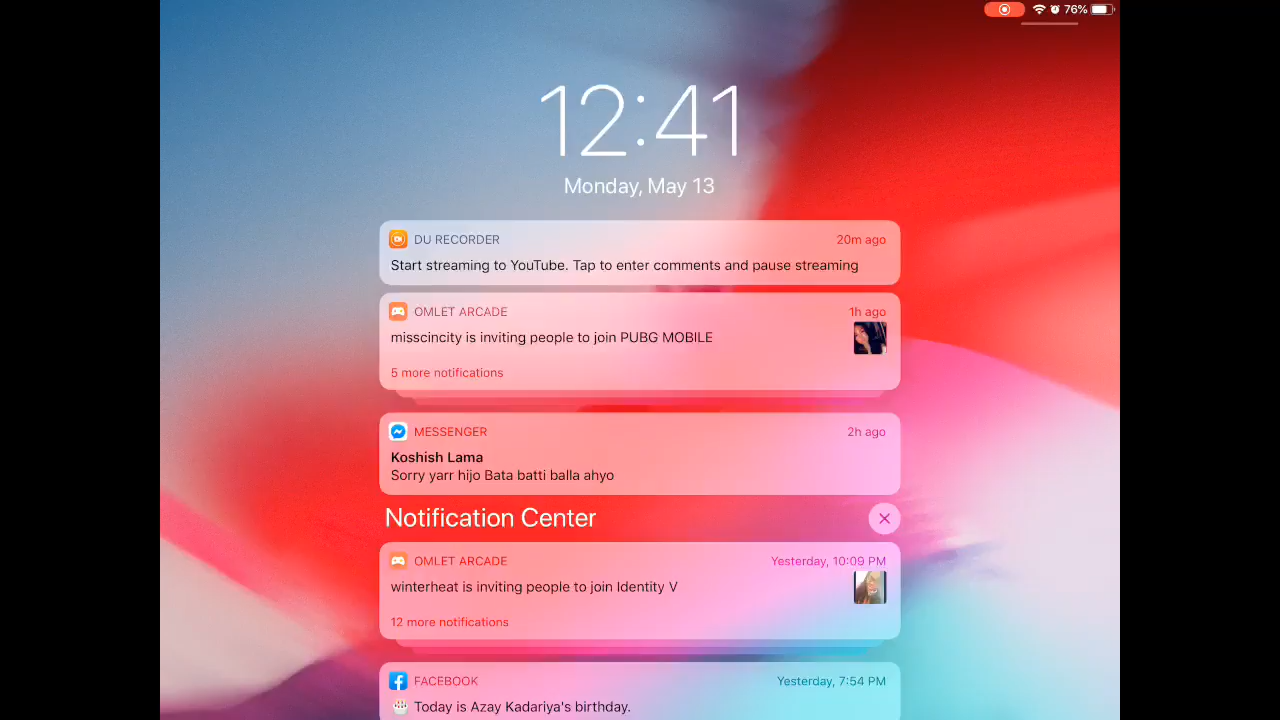 76%
12:41
Monday, May 13
DU RECORDER
20m ago
Start streaming to YouTube. Tap to enter comments and pause streaming
OMLET ARCADE
1h ago
misscincity is inviting people to join PUBG MOBILE
5 more notifications
MESSENGER
2h ago
Koshish Lama
Sorry yarr hijo Bata batti balla ahyo
Notification Center
OMLET ARCADE
Yesterday, 10:09 PM
winterheat is inviting people to join Identity V
12 more notifications
FACEBOOK
Yesterday, 7:54 PM
Today is Azay Kadariya's birthday.